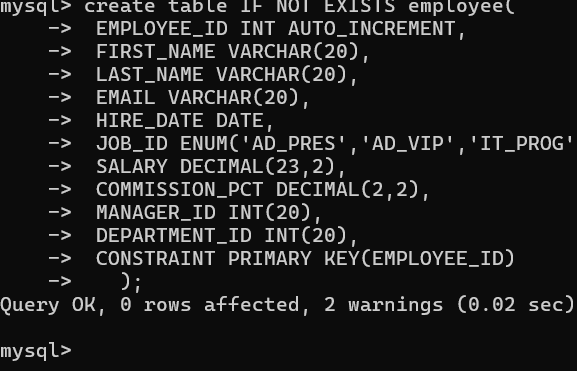 mysql> create table IF NOT EXISTS employee(
    ->  EMPLOYEE_ID INT AUTO_INCREMENT,
    ->  FIRST_NAME VARCHAR(20),
    ->  LAST_NAME VARCHAR(20),
    ->  EMAIL VARCHAR(20),
    ->  HIRE_DATE DATE,
    ->  JOB_ID ENUM('AD_PRES','AD_VIP','IT_PROG'
    ->  SALARY DECIMAL(23,2),
    ->  COMMISSION_PCT DECIMAL(2,2),
    ->  MANAGER_ID INT(20),
    ->  DEPARTMENT_ID INT(20),
    ->  CONSTRAINT PRIMARY KEY(EMPLOYEE_ID)
    ->    );
Query OK, 0 rows affected, 2 warnings (0.02 sec)
mysql>